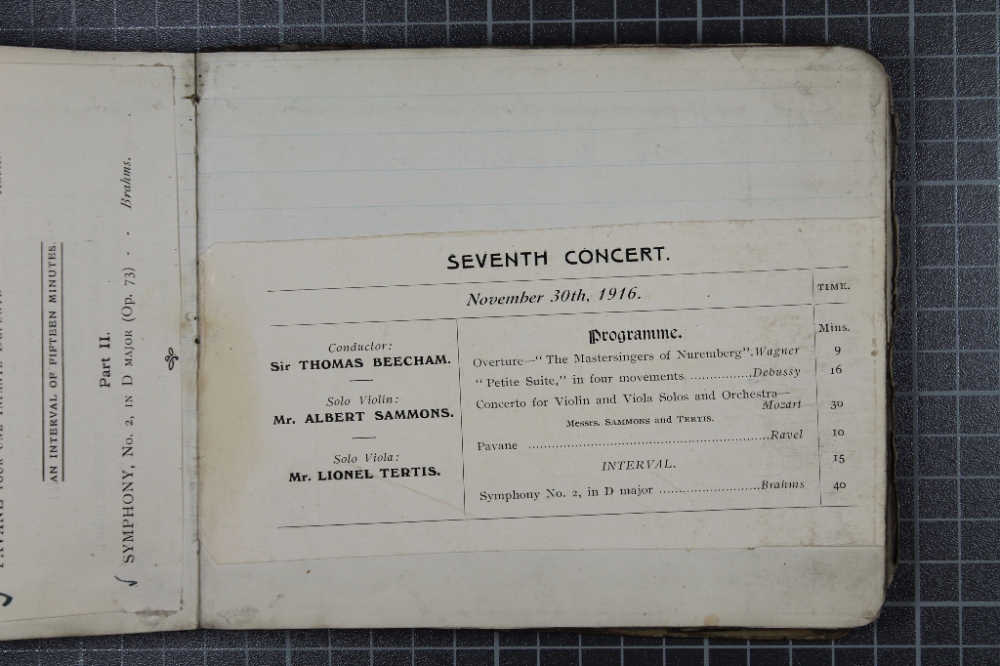 AN INTERVAL OF FIFTEEN MINUTES.
Part II.
SYMPHONY, No. 2, IN D MAJOR (Op. 73) - - Brahms.
SEVENTH CONCERT.
November 30th, 1916.
TIME.
Conductor:
Sir THOMAS BEECHAM.
Solo Violin:
Mr. ALBERT SAMMONS.
Solo Viola:
Mr. LIONEL TERTIS.
Programme.
Mins.
Overture—"The Mastersingers of Nuremberg".Wagner 9
"Petite Suite," in four movements ................Debussy 16
Concerto for Violin and Viola Solos and Orchestra—
Mozart 30
Messrs. SAMMONS and TERTIS.
Pavane ................................................Ravel 10
INTERVAL. 15
Symphony No. 2, in D major ..........................Brahms 40